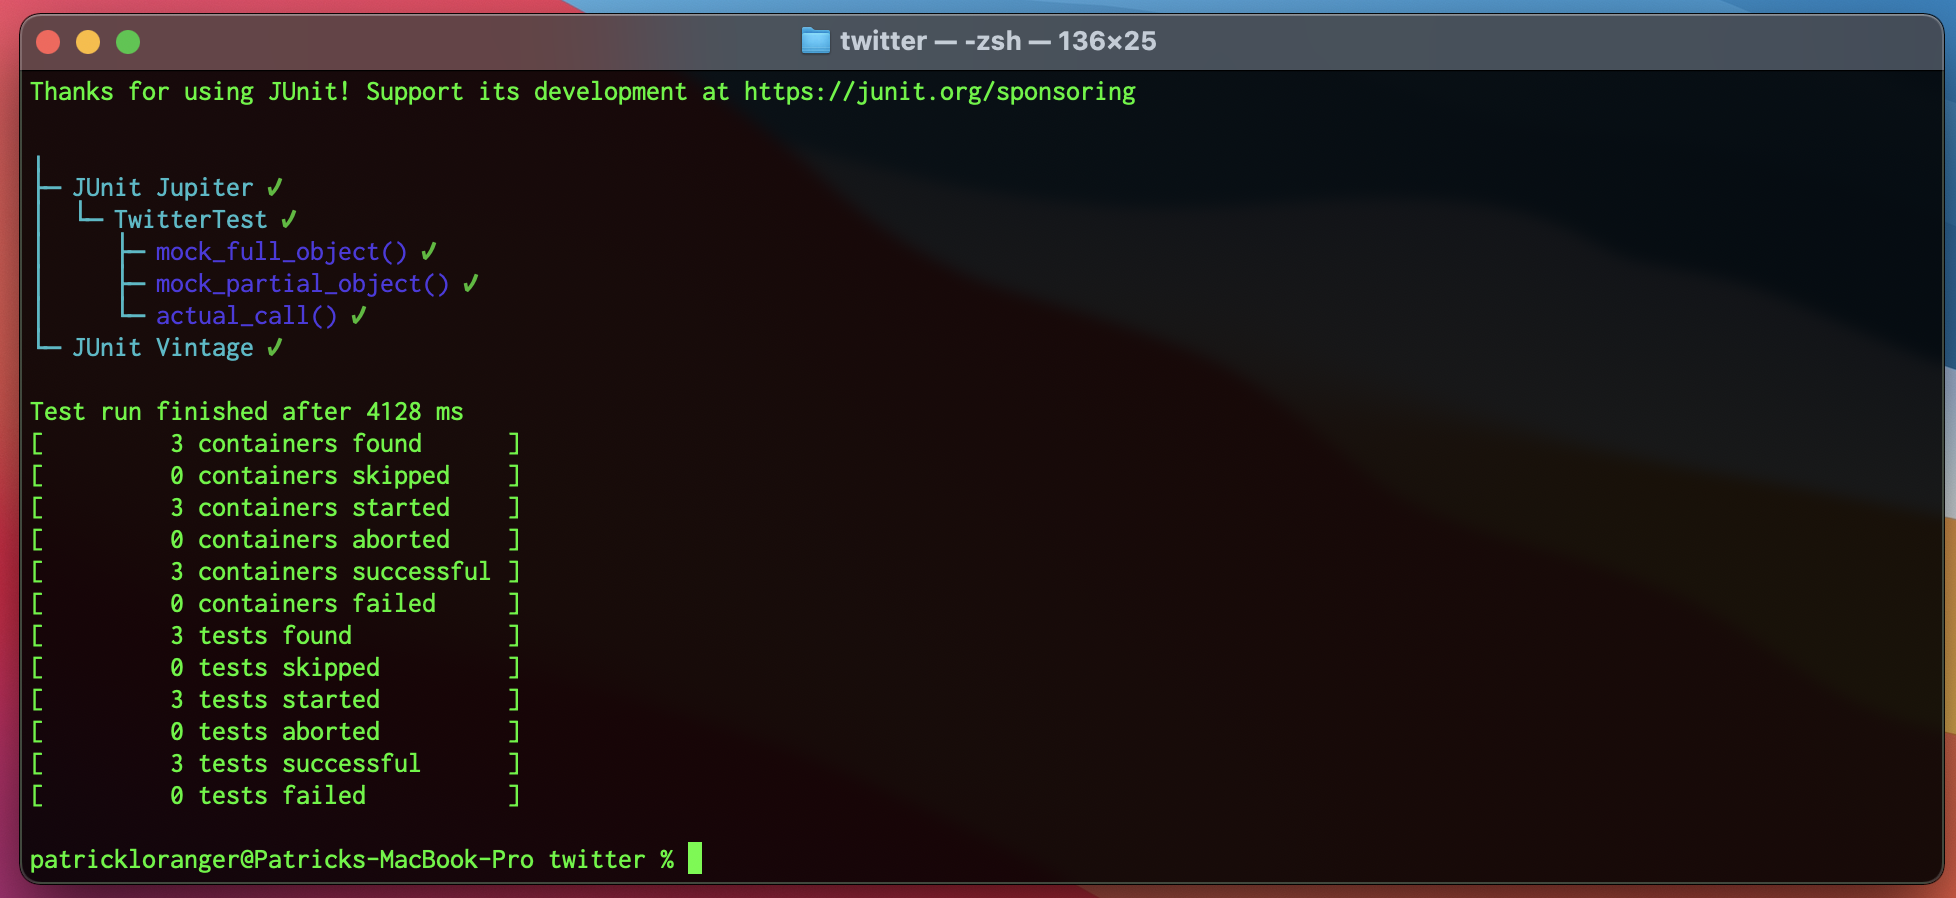 twitter — -zsh — 136×25
Thanks for using JUnit! Support its development at https://junit.org/sponsoring
├─ JUnit Jupiter ✔
│  └─ TwitterTest ✔
│     ├─ mock_full_object() ✔
│     ├─ mock_partial_object() ✔
│     └─ actual_call() ✔
└─ JUnit Vintage ✔
Test run finished after 4128 ms
[         3 containers found      ]
[         0 containers skipped    ]
[         3 containers started    ]
[         0 containers aborted    ]
[         3 containers successful ]
[         0 containers failed     ]
[         3 tests found           ]
[         0 tests skipped         ]
[         3 tests started         ]
[         0 tests aborted         ]
[         3 tests successful      ]
[         0 tests failed          ]
patrickloranger@Patricks-MacBook-Pro twitter %